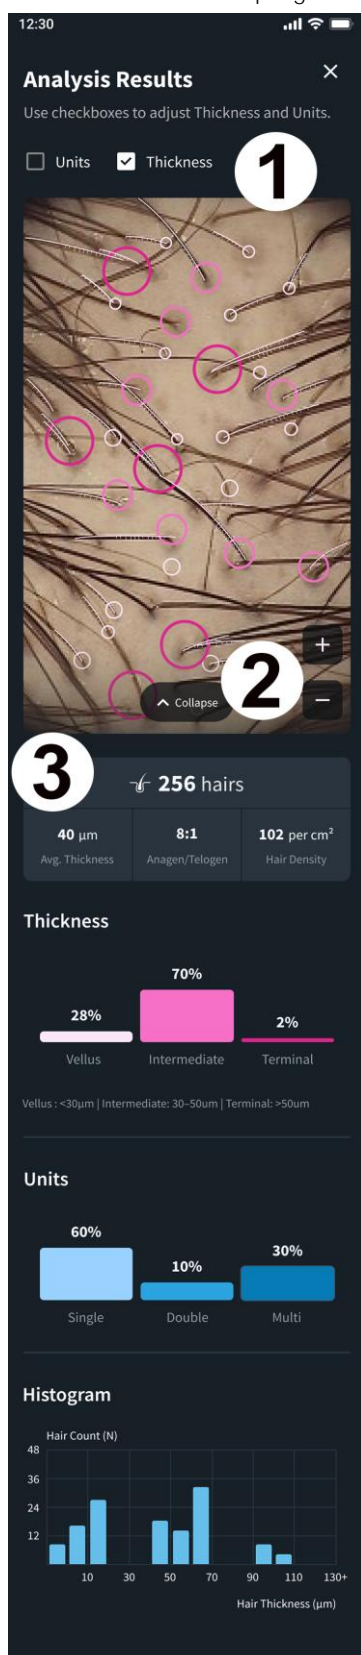 12:30
Analysis Results
Use checkboxes to adjust Thickness and Units.
Units Thickness
1
+
2
Collapse
−
3
256 hairs
40 μm 8:1 102 per cm²
Avg. Thickness Anagen/Telogen Hair Density
Thickness
70%
28% 2%
Vellus Intermediate Terminal
Vellus : <30μm | Intermediate: 30–50um | Terminal: >50um
Units
60%
10% 30%
Single Double Multi
Histogram
Hair Count (N)
48
36
24
12
10 30 50 70 90 110 130+
Hair Thickness (μm)